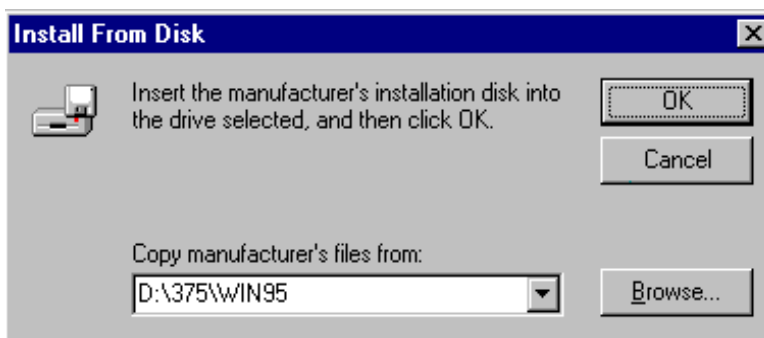 Install From Disk
Insert the manufacturer's installation disk into
the drive selected, and then click OK.
OK
Cancel
Copy manufacturer's files from:
D:\375\WIN95
Browse...